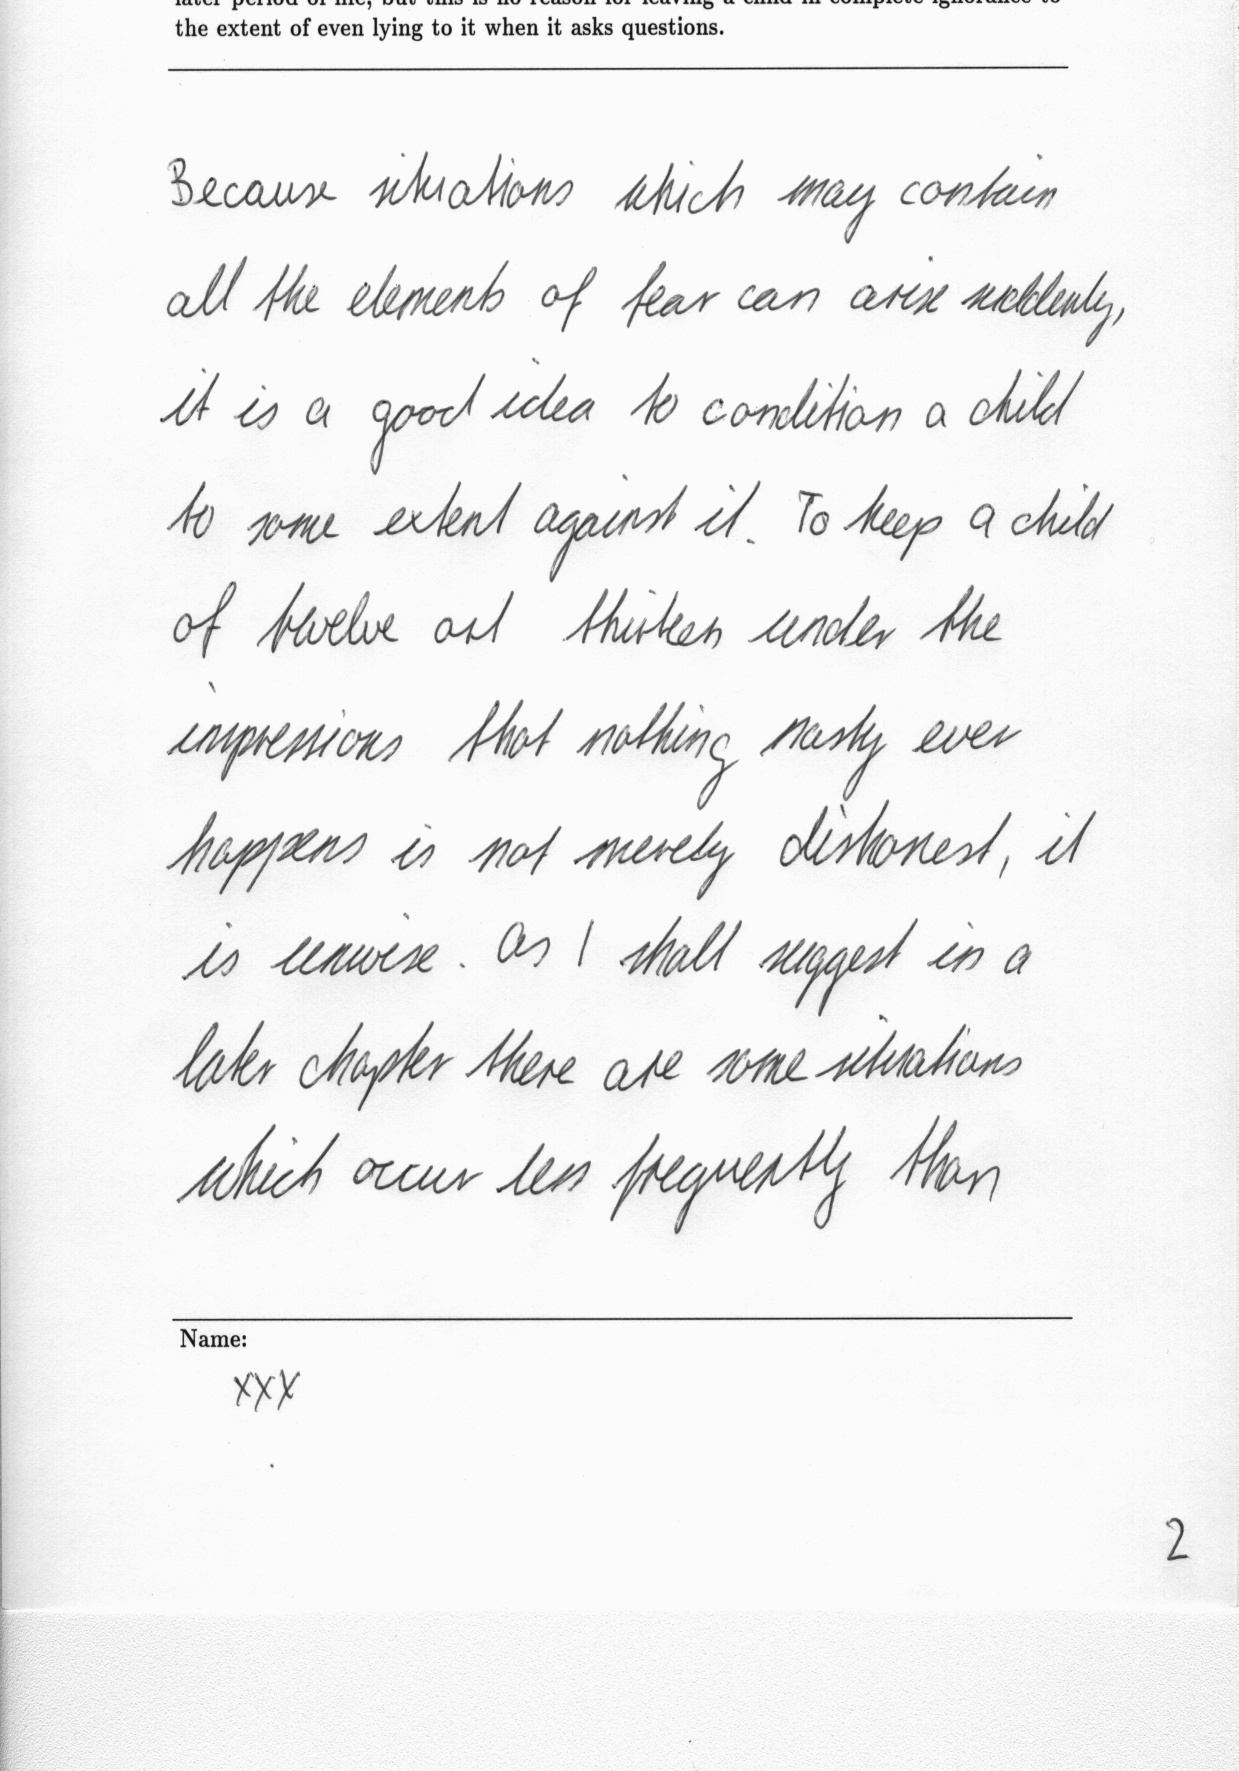 later period of life, but this is no reason for leaving a child in complete ignorance to
the extent of even lying to it when it asks questions.
Because situations which may contain
all the elements of fear can arise suddenly,
it is a good idea to condition a child
to some extent against it. To keep a child
of twelve under the
impressions that nothing nasty ever
happens is not merely dishonest, it
is unwise. As I shall suggest in a
later chapter there are some situations
which occur less frequently than
Name:
XXX
2